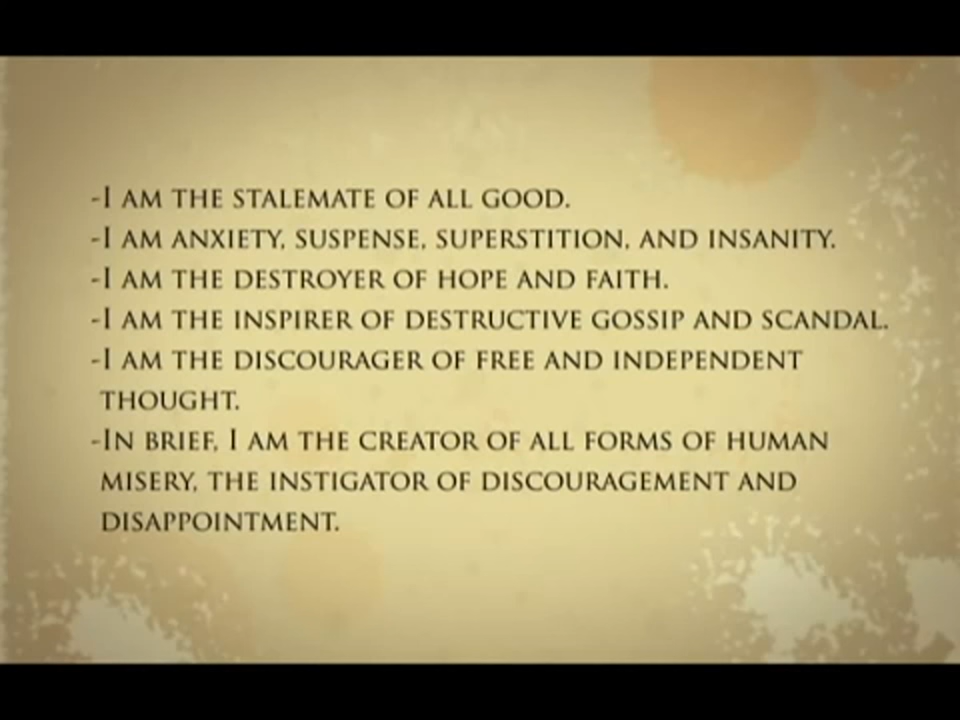 -I AM THE STALEMATE OF ALL GOOD.
-I AM ANXIETY, SUSPENSE, SUPERSTITION, AND INSANITY.
-I AM THE DESTROYER OF HOPE AND FAITH.
-I AM THE INSPIRER OF DESTRUCTIVE GOSSIP AND SCANDAL.
-I AM THE DISCOURAGER OF FREE AND INDEPENDENT
THOUGHT.
-IN BRIEF, I AM THE CREATOR OF ALL FORMS OF HUMAN
MISERY, THE INSTIGATOR OF DISCOURAGEMENT AND
DISAPPOINTMENT.